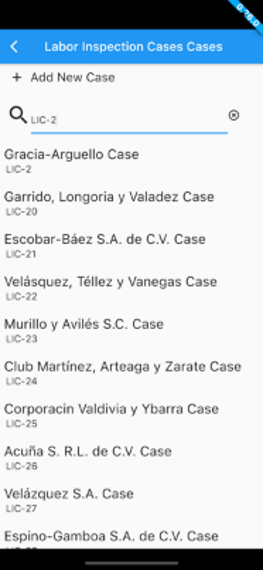 0.16.0
Labor Inspection Cases Cases
+ Add New Case
LIC-2
Gracia-Arguello Case
LIC-2
Garrido, Longoria y Valadez Case
LIC-20
Escobar-Báez S.A. de C.V. Case
LIC-21
Velásquez, Téllez y Vanegas Case
LIC-22
Murillo y Avilés S.C. Case
LIC-23
Club Martínez, Arteaga y Zarate Case
LIC-24
Corporacin Valdivia y Ybarra Case
LIC-25
Acuña S. R.L. de C.V. Case
LIC-26
Velázquez S.A. Case
LIC-27
Espino-Gamboa S.A. de C.V. Case